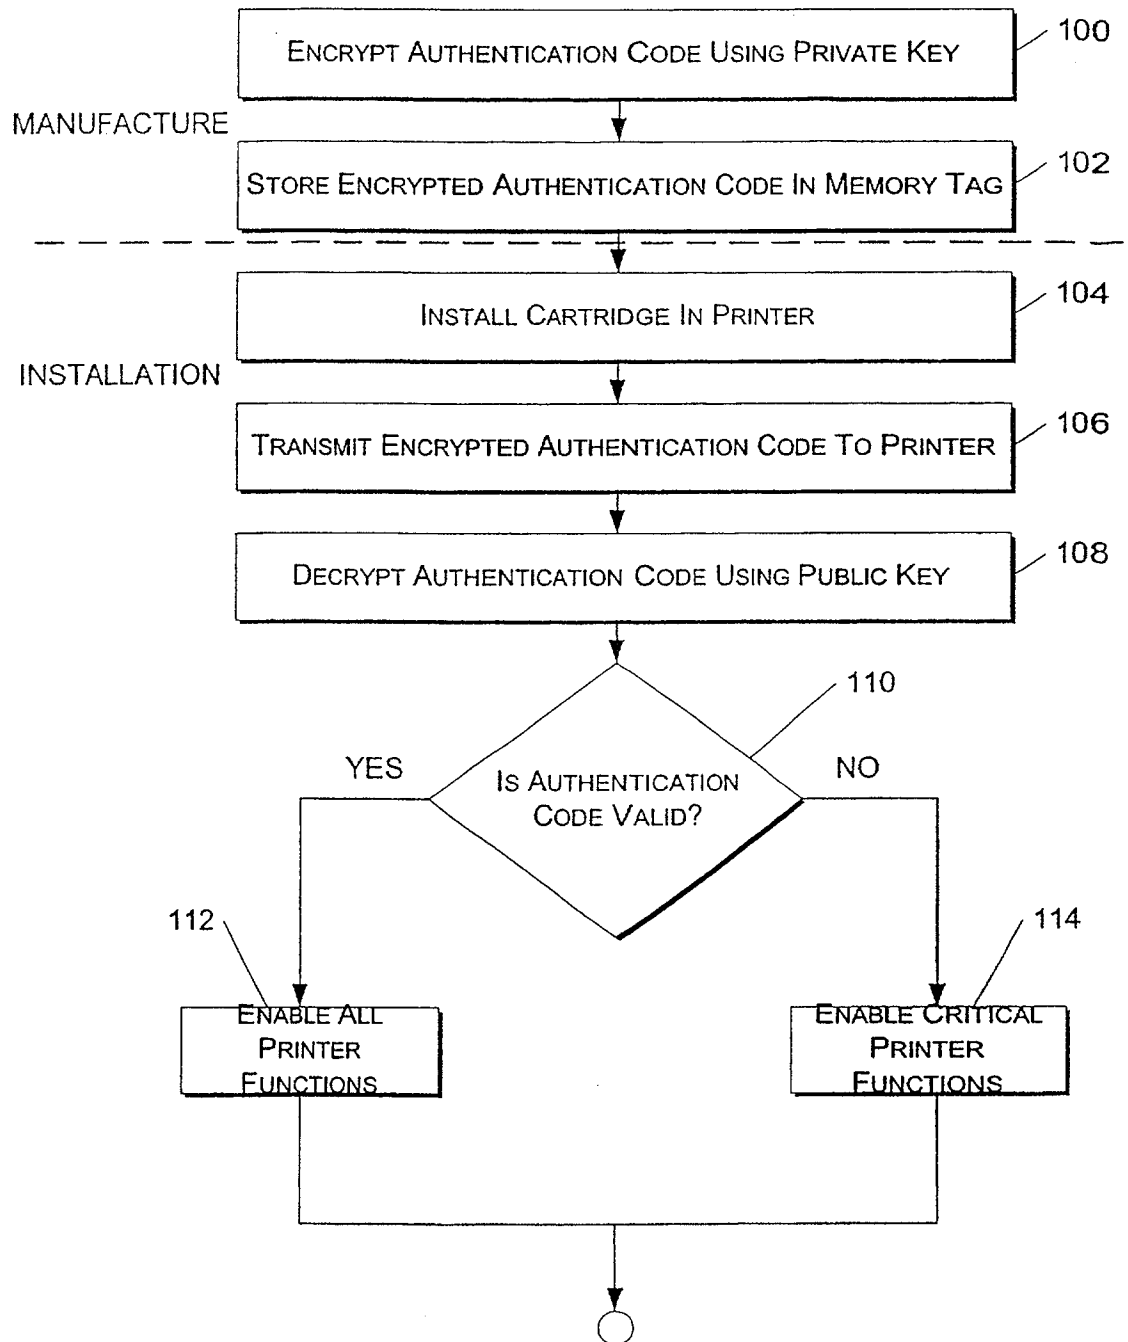 ENCRYPT AUTHENTICATION CODE USING PRIVATE KEY
100
MANUFACTURE
STORE ENCRYPTED AUTHENTICATION CODE IN MEMORY TAG
102
INSTALL CARTRIDGE IN PRINTER
104
INSTALLATION
TRANSMIT ENCRYPTED AUTHENTICATION CODE TO PRINTER
106
DECRYPT AUTHENTICATION CODE USING PUBLIC KEY
108
110
YES
IS AUTHENTICATION
CODE VALID?
NO
112
ENABLE ALL
PRINTER
FUNCTIONS
114
ENABLE CRITICAL
PRINTER
FUNCTIONS